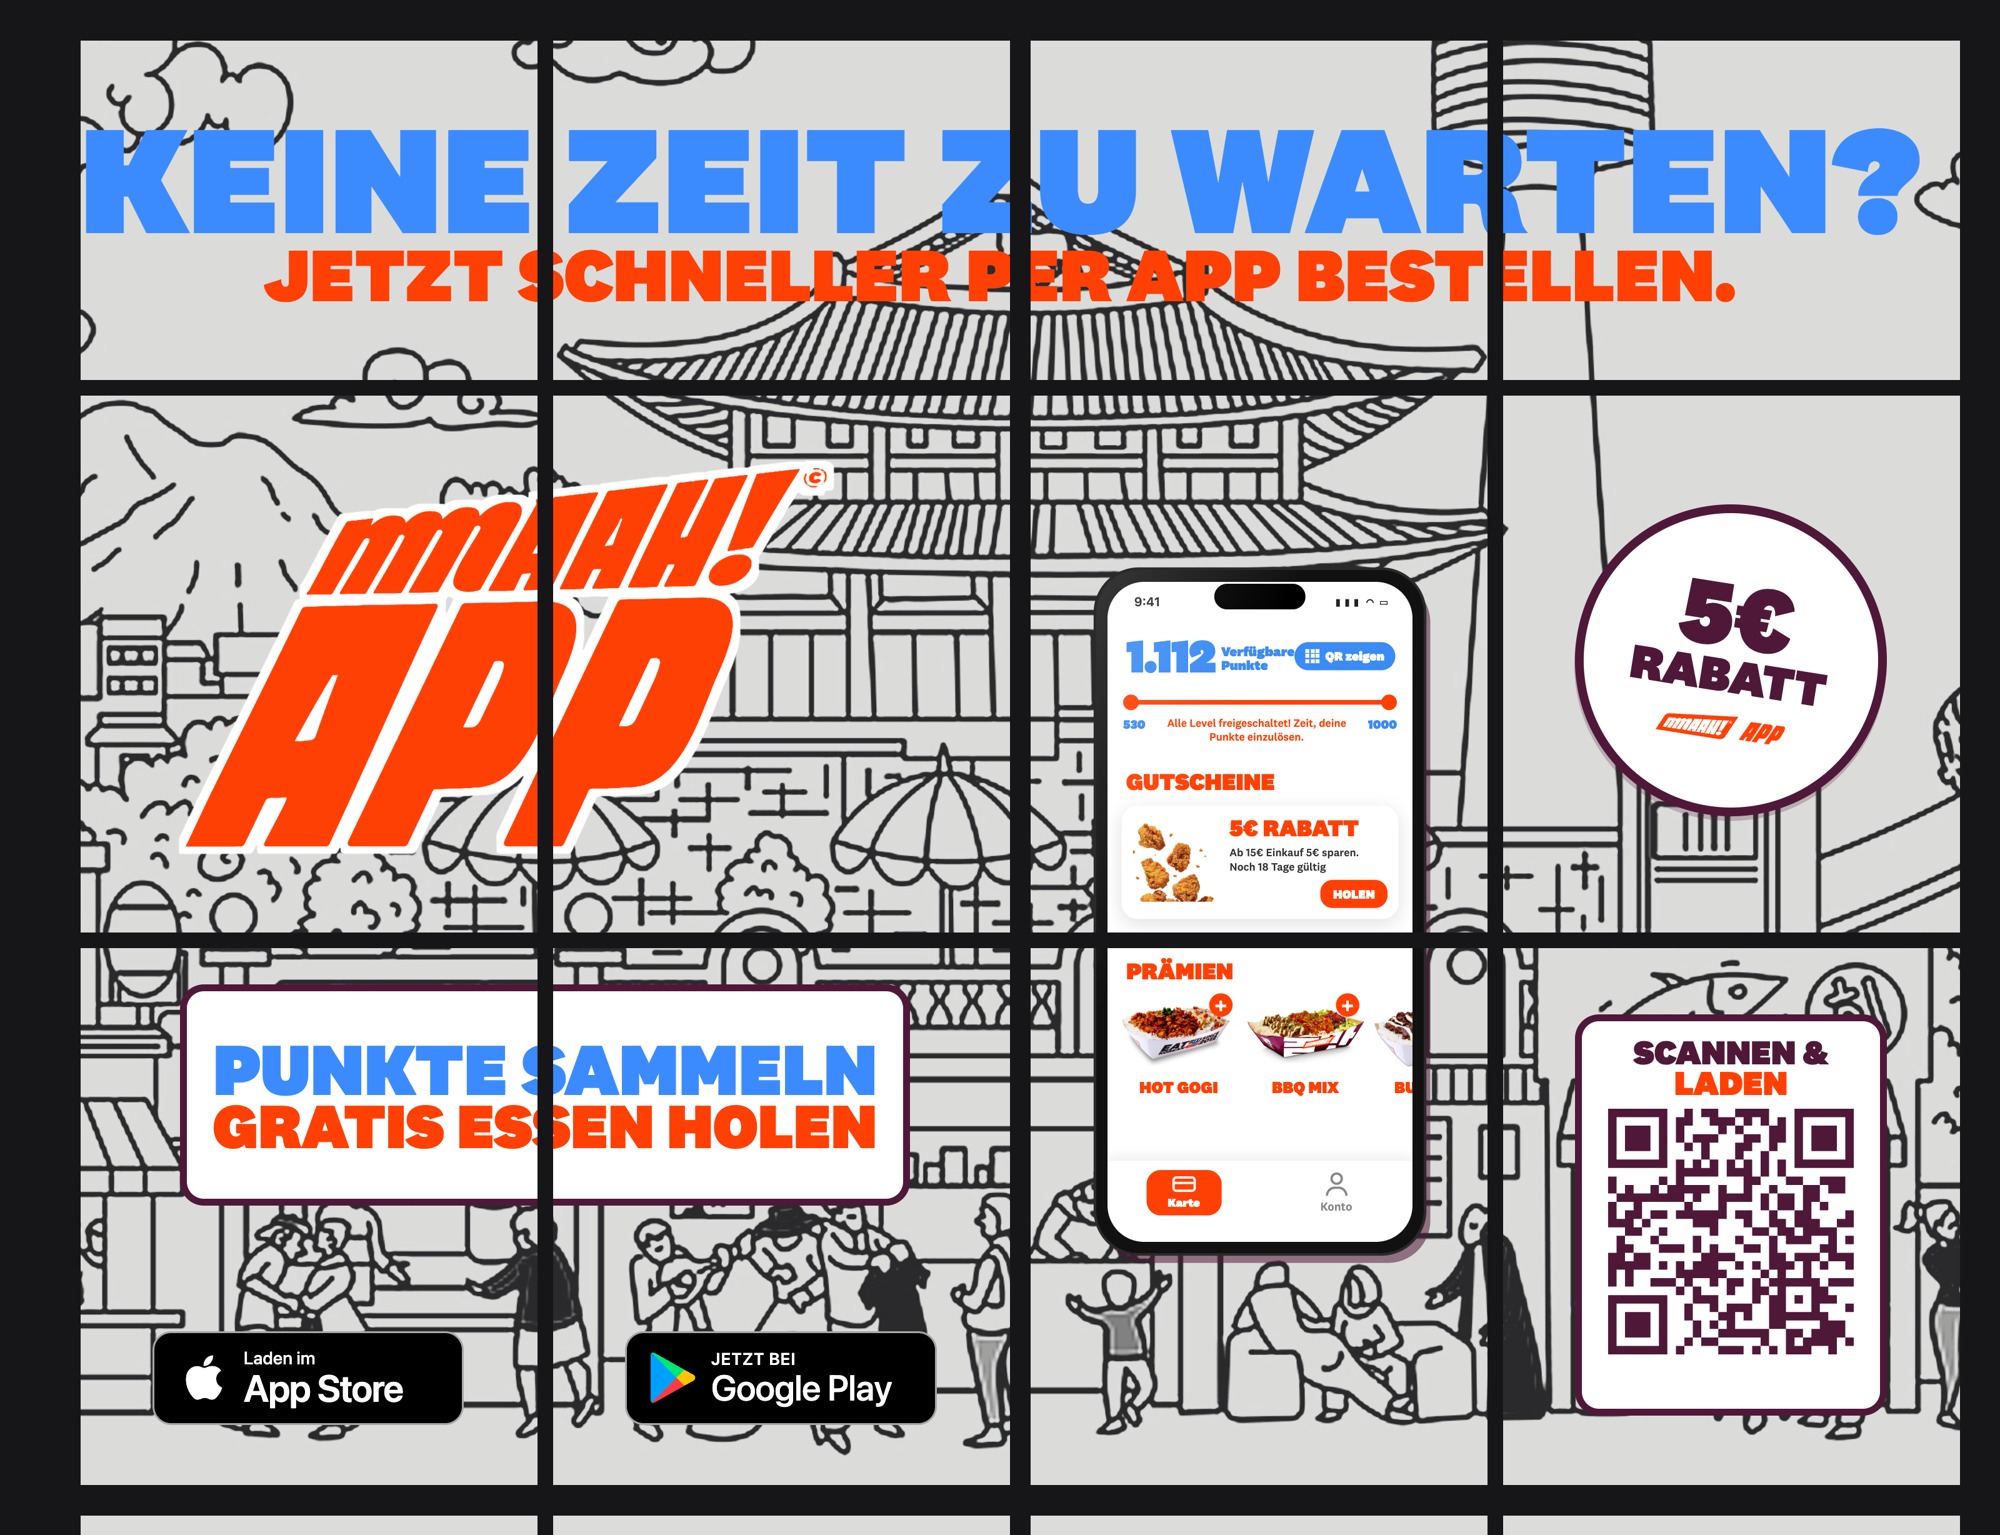 KEINE ZEIT ZU WARTEN?
JETZT SCHNELLER PER APP BESTELLEN.
mmAAH!©
APP
9:41
1.112 Verfügbare Punkte
QR zeigen
530
Alle Level freigeschaltet! Zeit, deine
Punkte einzulösen.
1000
GUTSCHEINE
5€ RABATT
Ab 15€ Einkauf 5€ sparen.
Noch 18 Tage gültig
HOLEN
5€
RABATT
mmAAH! APP
PRÄMIEN
HOT GOGI
BBQ MIX
BU
Karte
Konto
PUNKTE SAMMELN
GRATIS ESSEN HOLEN
SCANNEN &
LADEN
Laden im
App Store
JETZT BEI
Google Play